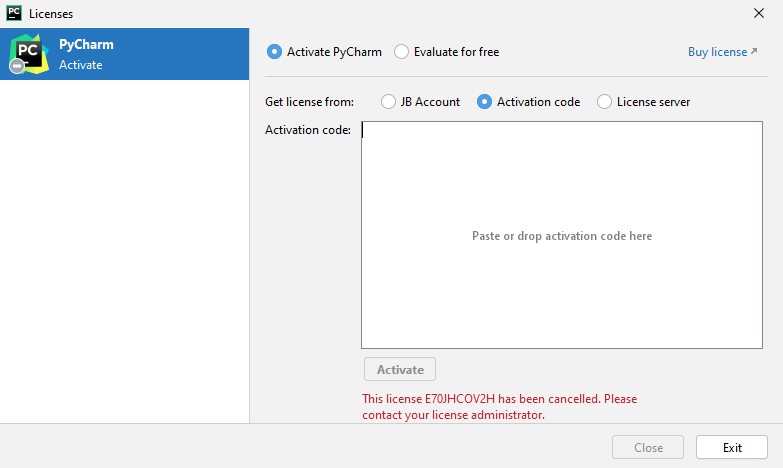 Licenses
PC PyCharm
Activate
Activate PyCharm Evaluate for free Buy license
Get license from: JB Account Activation code License server
Activation code:
Paste or drop activation code here
Activate
This license E70JHCOV2H has been cancelled. Please
contact your license administrator.
Close Exit